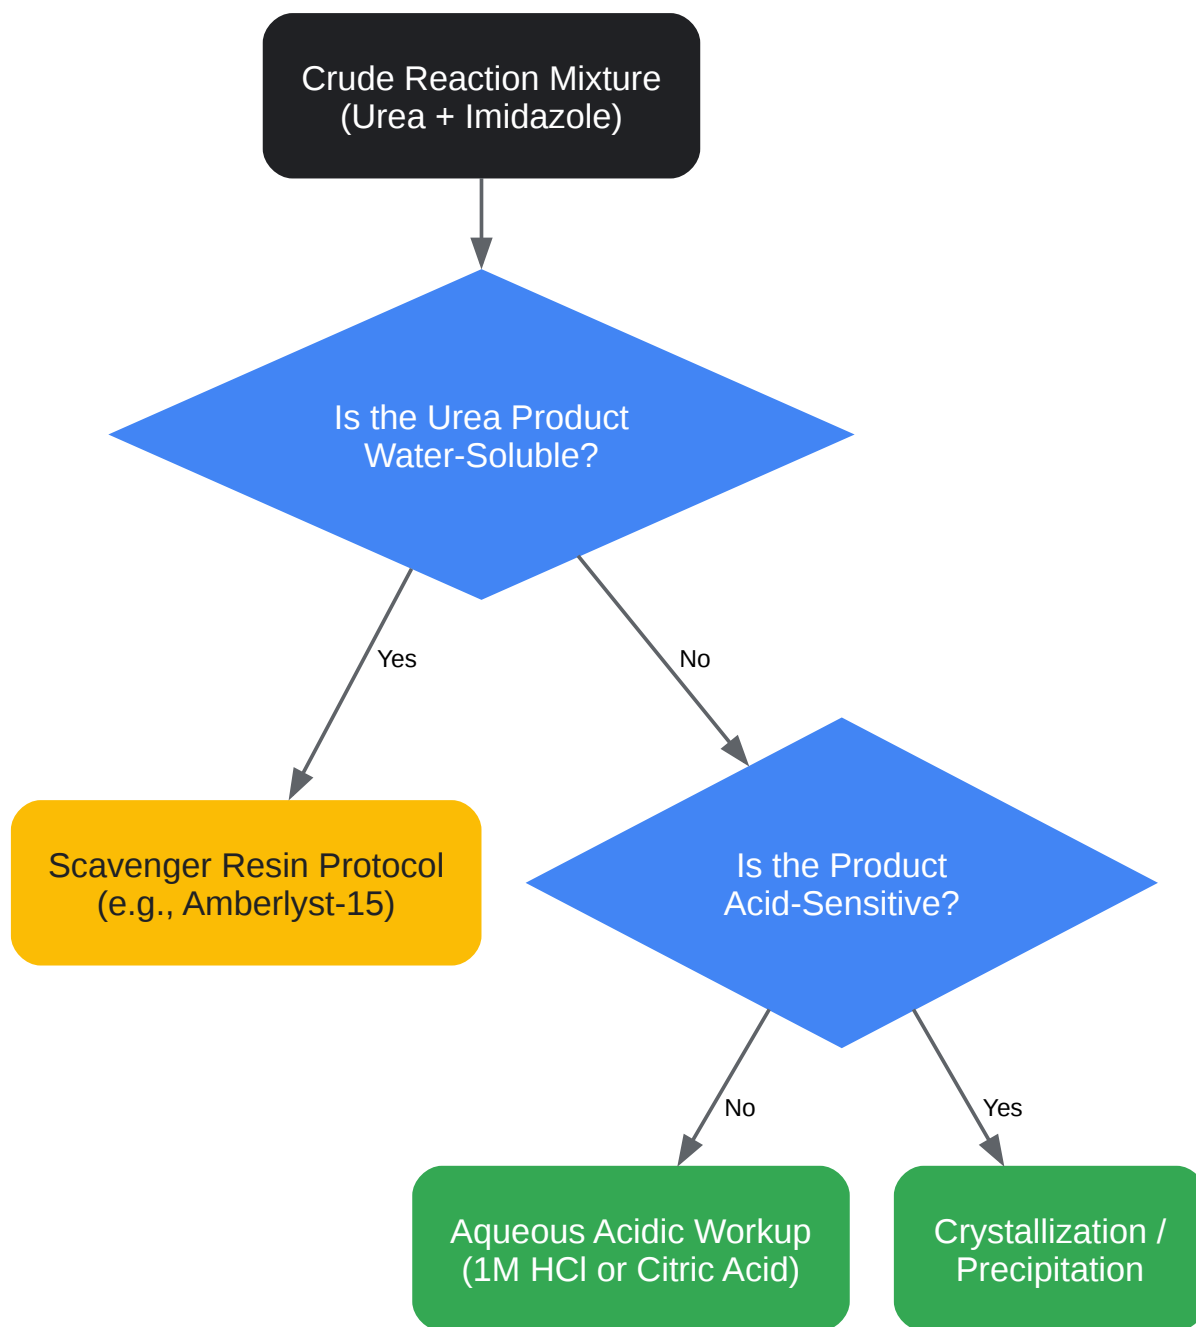 Crude Reaction Mixture
(Urea + Imidazole)
Is the Urea Product
Water-Soluble?
Yes
No
Scavenger Resin Protocol
(e.g., Amberlyst-15)
Is the Product
Acid-Sensitive?
No
Yes
Aqueous Acidic Workup
(1M HCl or Citric Acid)
Crystallization /
Precipitation